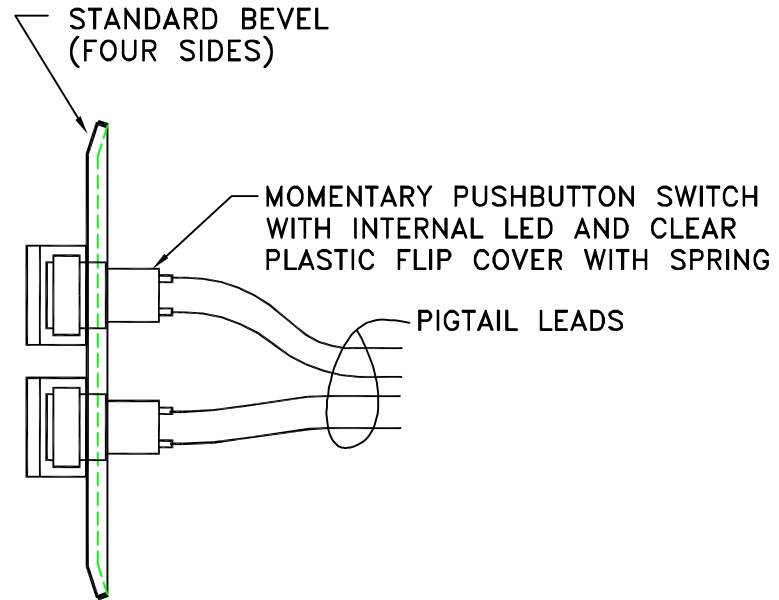 STANDARD BEVEL
(FOUR SIDES)
MOMENTARY PUSHBUTTON SWITCH
WITH INTERNAL LED AND CLEAR
PLASTIC FLIP COVER WITH SPRING
PIGTAIL LEADS